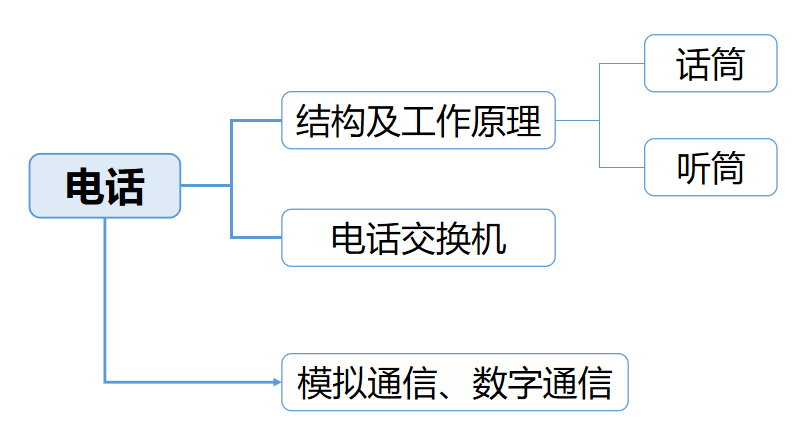 话筒
结构及工作原理
听筒
电话
电话交换机
模拟通信、数字通信